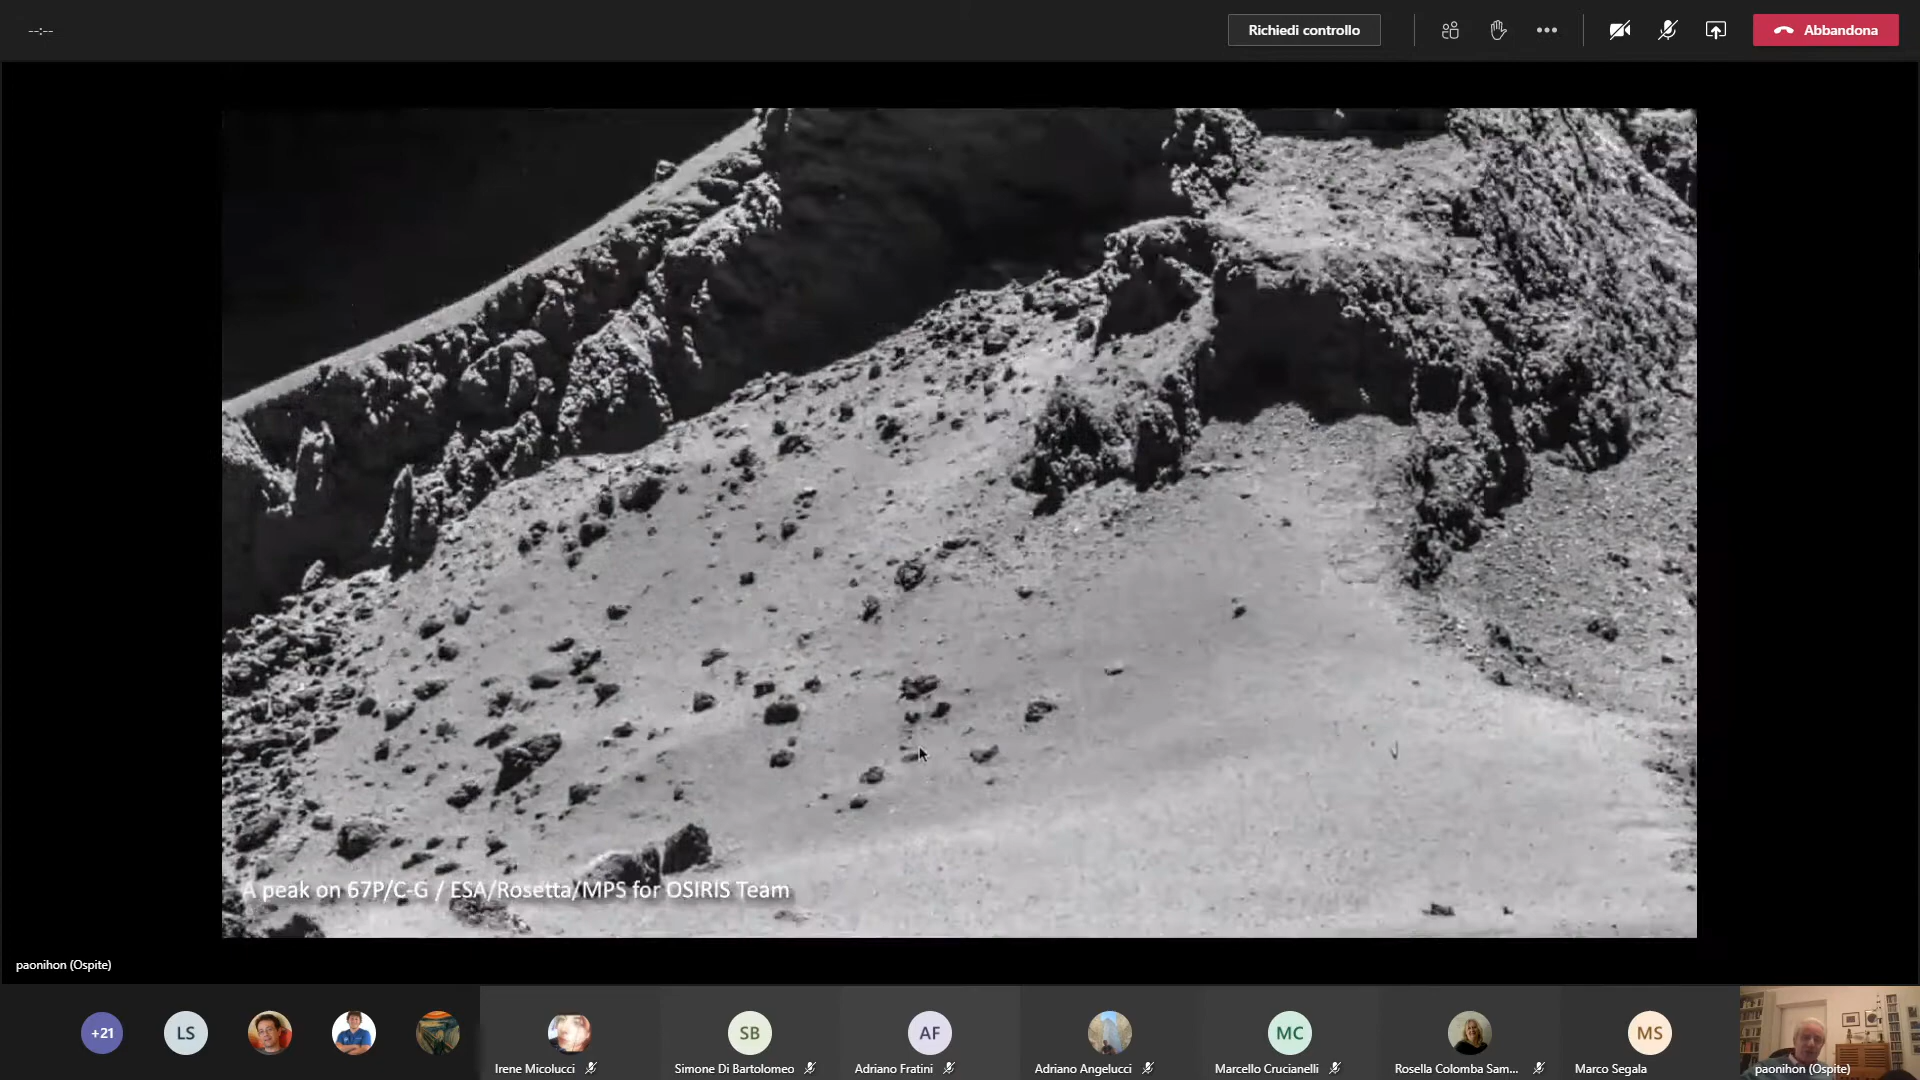 --:--
Richiedi controllo
Abbandona
A peak on 67P/C-G / ESA/Rosetta/MPS for OSIRIS Team
paonihon (Ospite)
+21
LS
SB
AF
MC
MS
Irene Micolucci
Simone Di Bartolomeo
Adriano Fratini
Adriano Angelucci
Marcello Crucianelli
Rosella Colomba Sam...
Marco Segala
paonihon (Ospite)